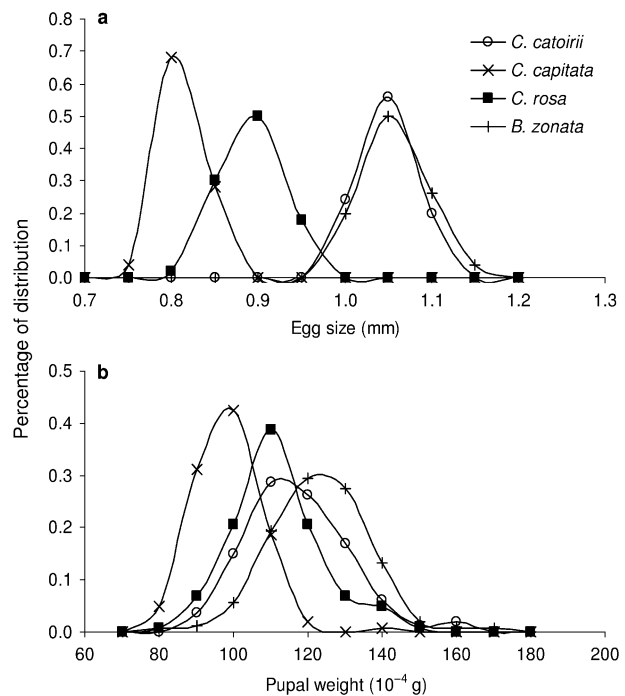 a
0.8
0.7
0.6
0.5
0.4
0.3
0.2
0.1
0.0
0.7 0.8 0.9 1.0 1.1 1.2 1.3
Egg size (mm)
C. catoirii
C. capitata
C. rosa
B. zonata
Percentage of distribution
b
0.5
0.4
0.3
0.2
0.1
0.0
60 80 100 120 140 160 180 200
Pupal weight (10⁻⁴ g)